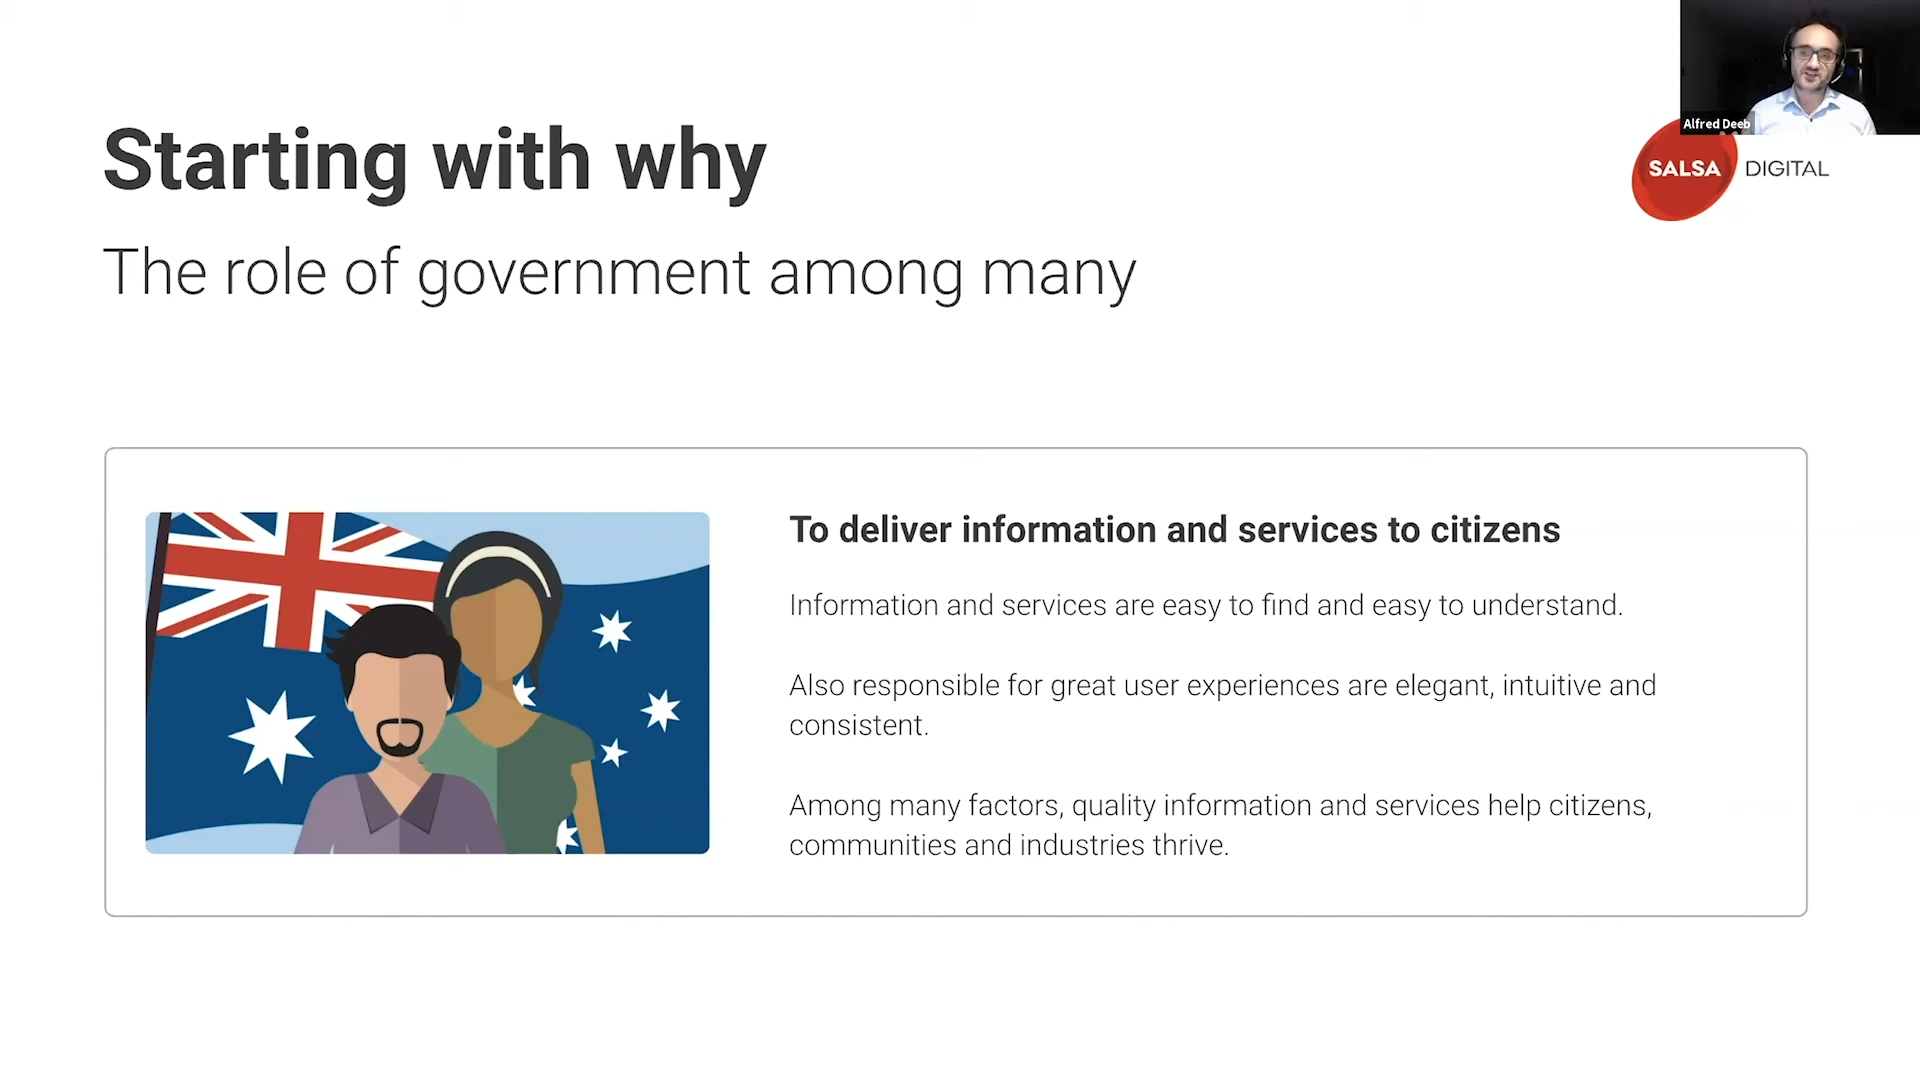 Alfred Deeb
Starting with why
SALSA DIGITAL
The role of government among many
To deliver information and services to citizens
Information and services are easy to find and easy to understand.
Also responsible for great user experiences are elegant, intuitive and
consistent.
Among many factors, quality information and services help citizens,
communities and industries thrive.